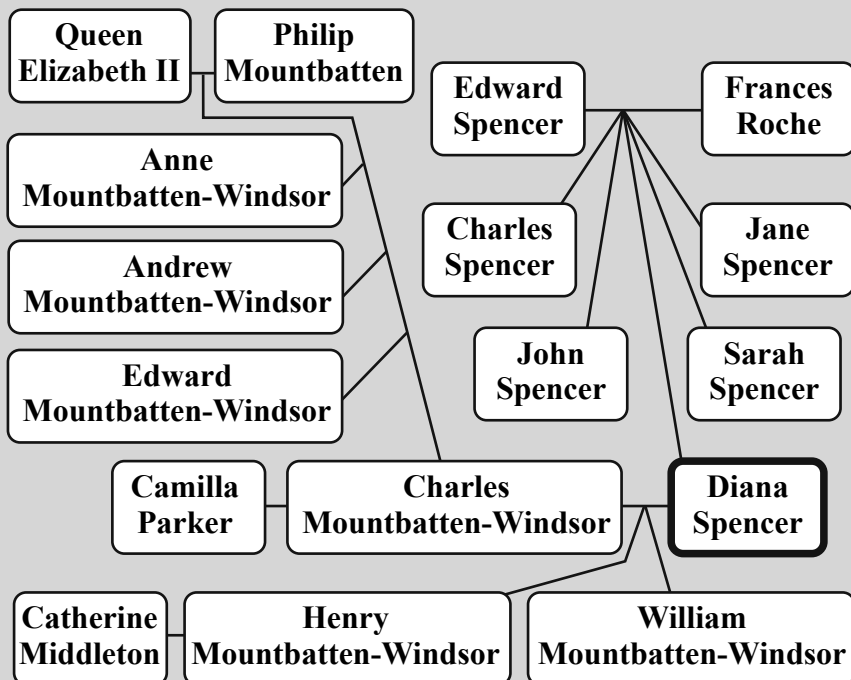 Queen
Elizabeth II
Philip
Mountbatten
Edward
Spencer
Frances
Roche
Anne
Mountbatten-Windsor
Charles
Spencer
Jane
Spencer
Andrew
Mountbatten-Windsor
John
Spencer
Sarah
Spencer
Edward
Mountbatten-Windsor
Camilla
Parker
Charles
Mountbatten-Windsor
Diana
Spencer
Catherine
Middleton
Henry
Mountbatten-Windsor
William
Mountbatten-Windsor